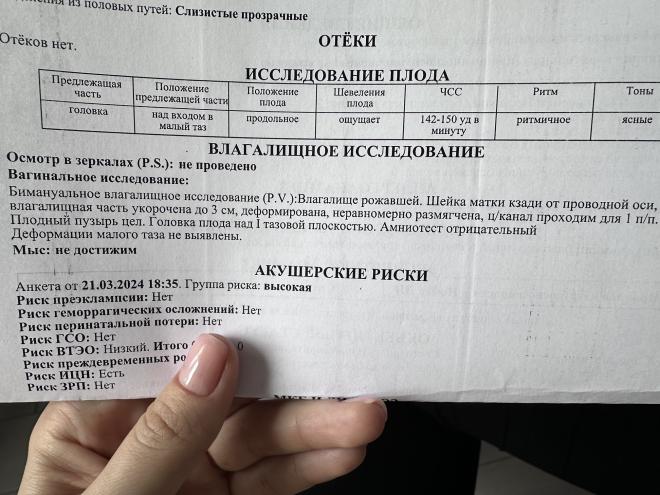 из половых путей: Слизистые прозрачные
ОТЁКИ
Отёков нет.
ИССЛЕДОВАНИЕ ПЛОДА
Предлежащая часть Положение предлежащей части Положение плода Шевеления плода ЧСС Ритм Тоны
головка над входом в малый таз продольное ощущает 142-150 уд в минуту ритмичное ясные
ВЛАГАЛИЩНОЕ ИССЛЕДОВАНИЕ
Осмотр в зеркалах (P.S.): не проведено
Вагинальное исследование:
Бимануальное влагалищное исследование (P.V.):Влагалище рожавшей. Шейка матки кзади от проводной оси,
влагалищная часть укорочена до 3 см, деформирована, неравномерно размягчена, ц/канал проходим для 1 п/п.
Плодный пузырь цел. Головка плода над I тазовой плоскостью. Амниотест отрицательный
Деформации малого таза не выявлены.
Мыс: не достижим
АКУШЕРСКИЕ РИСКИ
Анкета от 21.03.2024 18:35. Группа риска: высокая
Риск преэклампсии: Нет
Риск геморрагических осложнений: Нет
Риск перинатальной потери: Нет
Риск ГСО: Нет
Риск ВТЭО: Низкий. Итого 0
Риск преждевременных
Риск ИЦН: Есть
Риск ЗРП: Нет